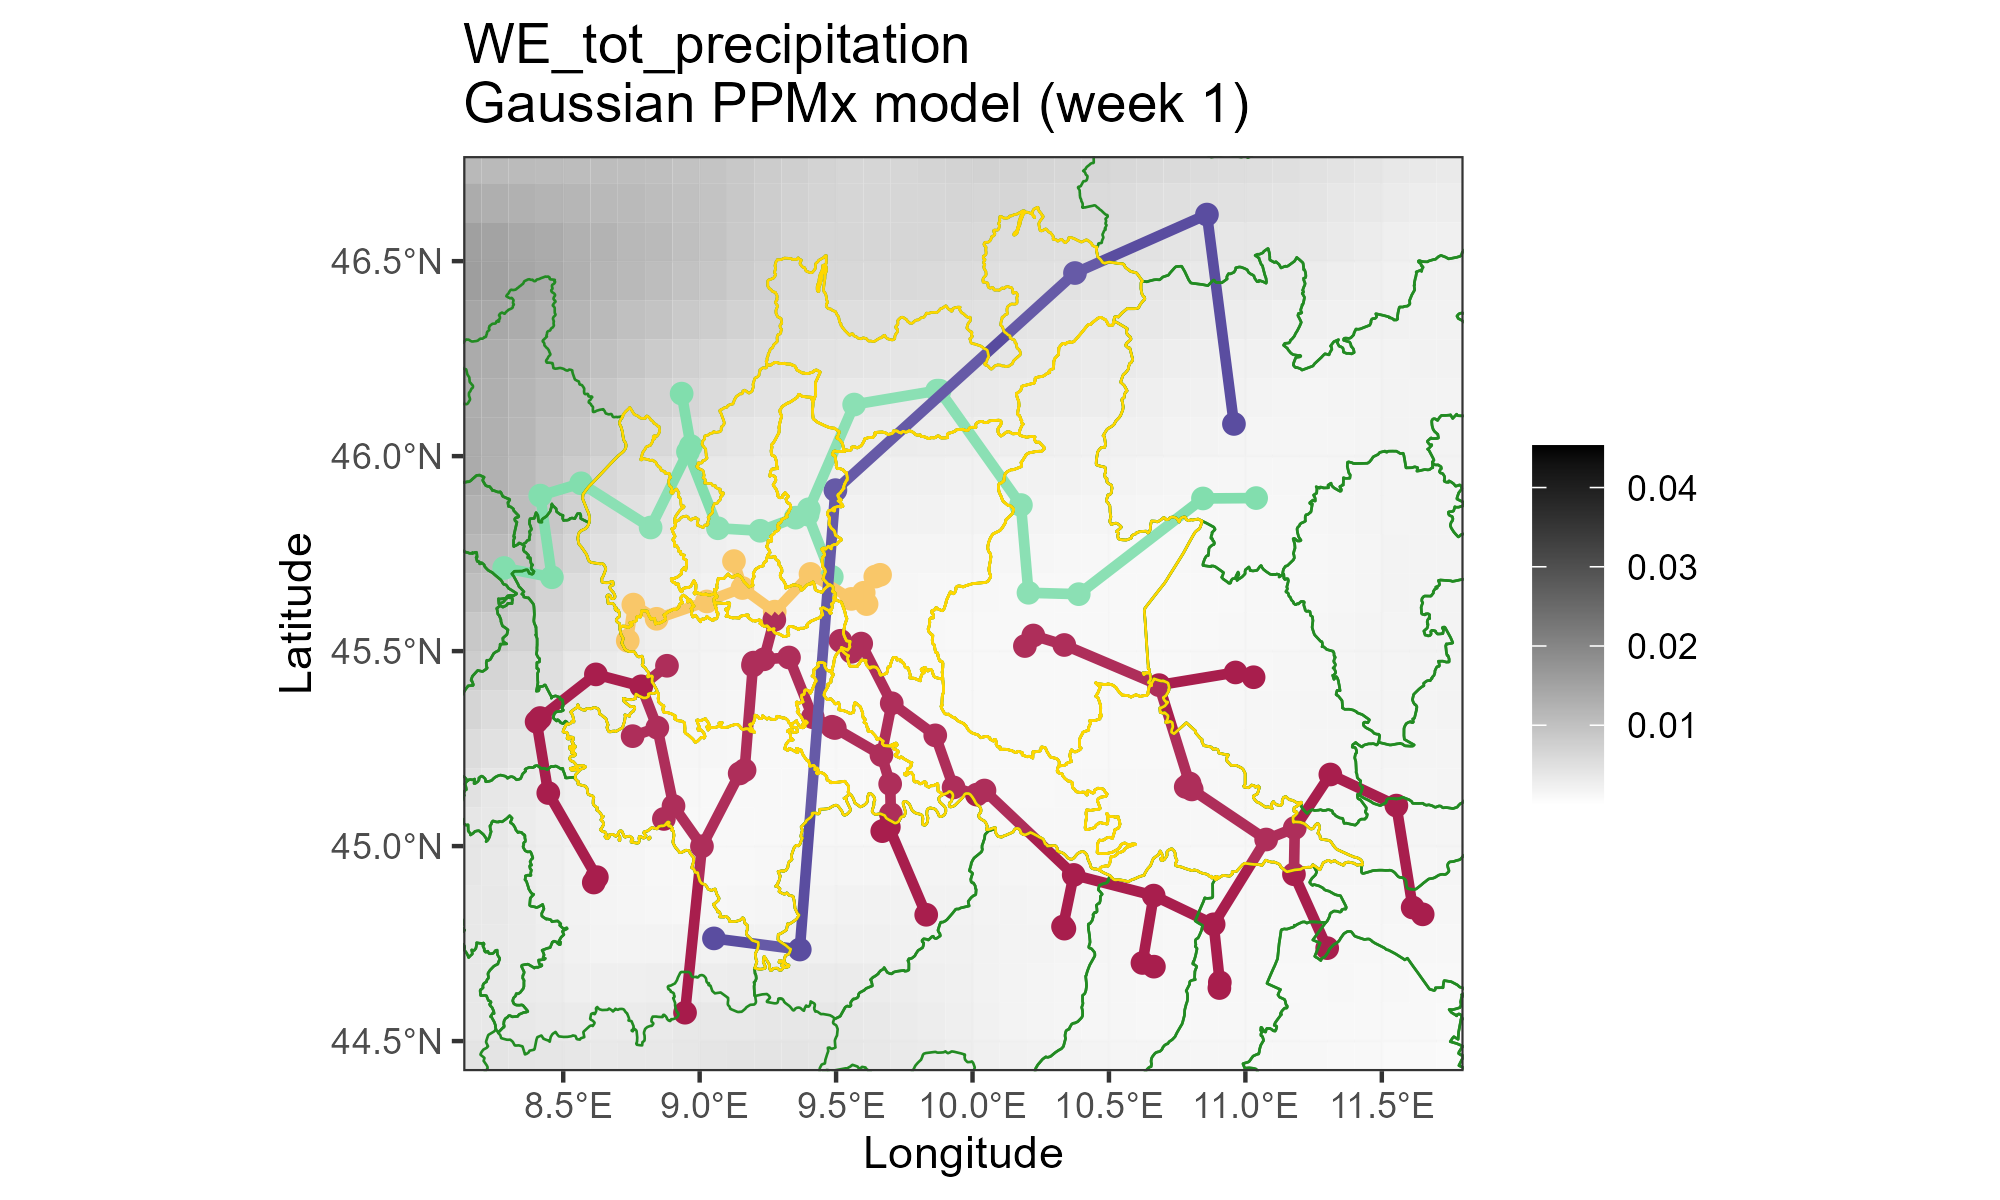 WE_tot_precipitation
Gaussian PPMx model (week 1)
46.5°N
46.0°N
45.5°N
45.0°N
44.5°N
Latitude
8.5°E 9.0°E 9.5°E 10.0°E 10.5°E 11.0°E 11.5°E
Longitude
0.04
0.03
0.02
0.01